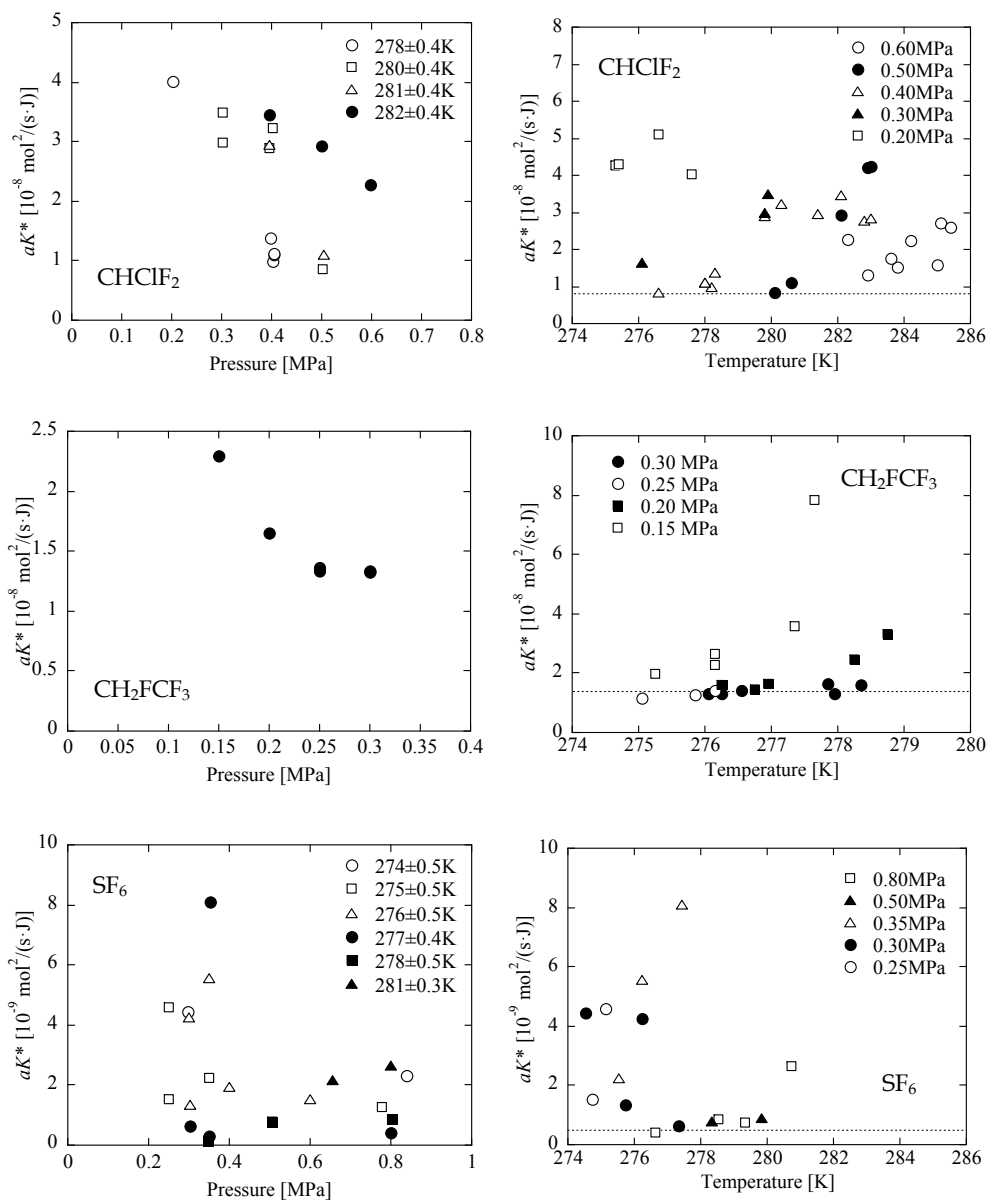 5
4
3
2
1
0
aK* [10⁻⁸ mol²/(s·J)]
278±0.4K
280±0.4K
281±0.4K
282±0.4K
CHClF₂
0 0.1 0.2 0.3 0.4 0.5 0.6 0.7 0.8
Pressure [MPa]
8
7
6
5
4
3
2
1
0
aK* [10⁻⁸ mol²/(s·J)]
CHClF₂
0.60MPa
0.50MPa
0.40MPa
0.30MPa
0.20MPa
274 276 278 280 282 284 286
Temperature [K]
2.5
2
1.5
1
0.5
0
aK* [10⁻⁸ mol²/(s·J)]
CH₂FCF₃
0 0.05 0.1 0.15 0.2 0.25 0.3 0.35 0.4
Pressure [MPa]
10
8
6
4
2
0
aK* [10⁻⁸ mol²/(s·J)]
0.30 MPa
0.25 MPa
0.20 MPa
0.15 MPa
CH₂FCF₃
274 275 276 277 278 279 280
Temperature [K]
10
8
6
4
2
0
aK* [10⁻⁹ mol²/(s·J)]
SF₆
274±0.5K
275±0.5K
276±0.5K
277±0.4K
278±0.5K
281±0.3K
0 0.2 0.4 0.6 0.8 1
Pressure [MPa]
10
8
6
4
2
0
aK* [10⁻⁹ mol²/(s·J)]
0.80MPa
0.50MPa
0.35MPa
0.30MPa
0.25MPa
SF₆
274 276 278 280 282 284 286
Temperature [K]